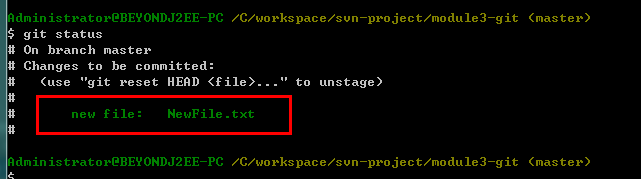 Administrator@BEYONDJ2EE-PC /C/workspace/svn-project/module3-git (master)
$ git status
# On branch master
# Changes to be committed:
#   (use "git reset HEAD <file>..." to unstage)
#
#       new file:   NewFile.txt
#
Administrator@BEYONDJ2EE-PC /C/workspace/svn-project/module3-git (master)
$